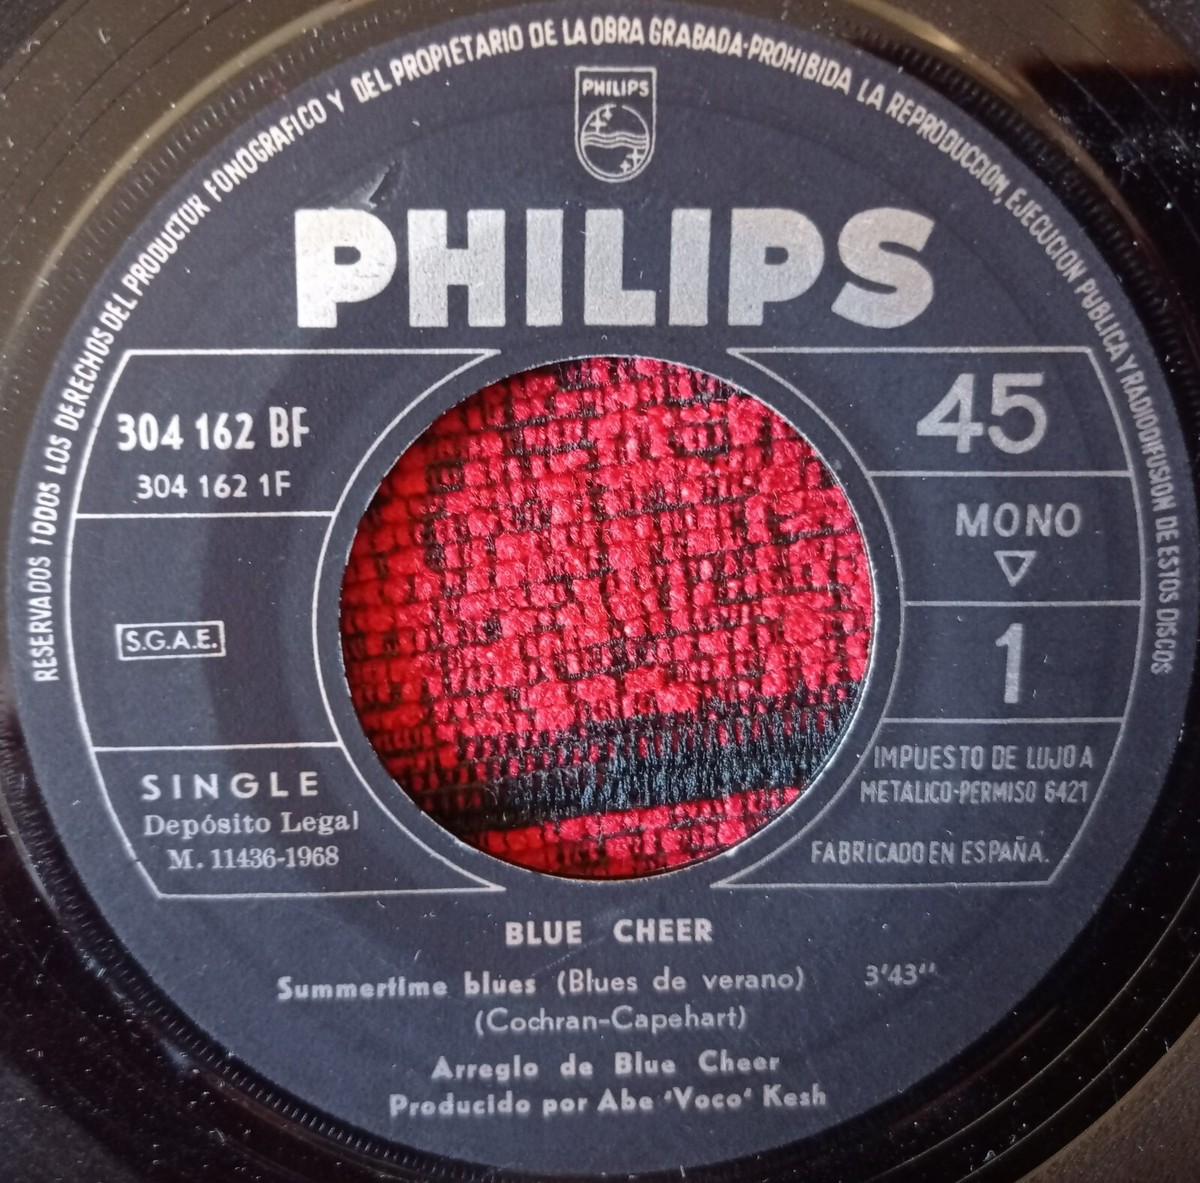 RESERVADOS TODOS LOS DERECHOS DEL PRODUCTOR FONOGRAFICO Y DEL PROPIETARIO DE LA OBRA GRABADA-PROHIBIDA LA REPRODUCCION, EJECUCION PUBLICA Y RADIODIFUSION DE ESTOS DISCOS
PHILIPS
PHILIPS
304 162 BF
304 162 1F
45
MONO
S.G.A.E.
1
SINGLE
Depósito Legal
M. 11436-1968
IMPUESTO DE LUJO A
METALICO-PERMISO 6421
FABRICADO EN ESPAÑA.
BLUE CHEER
Summertime blues (Blues de verano) 3'43"
(Cochran-Capehart)
Arreglo de Blue Cheer
Producido por Abe 'Voco' Kesh